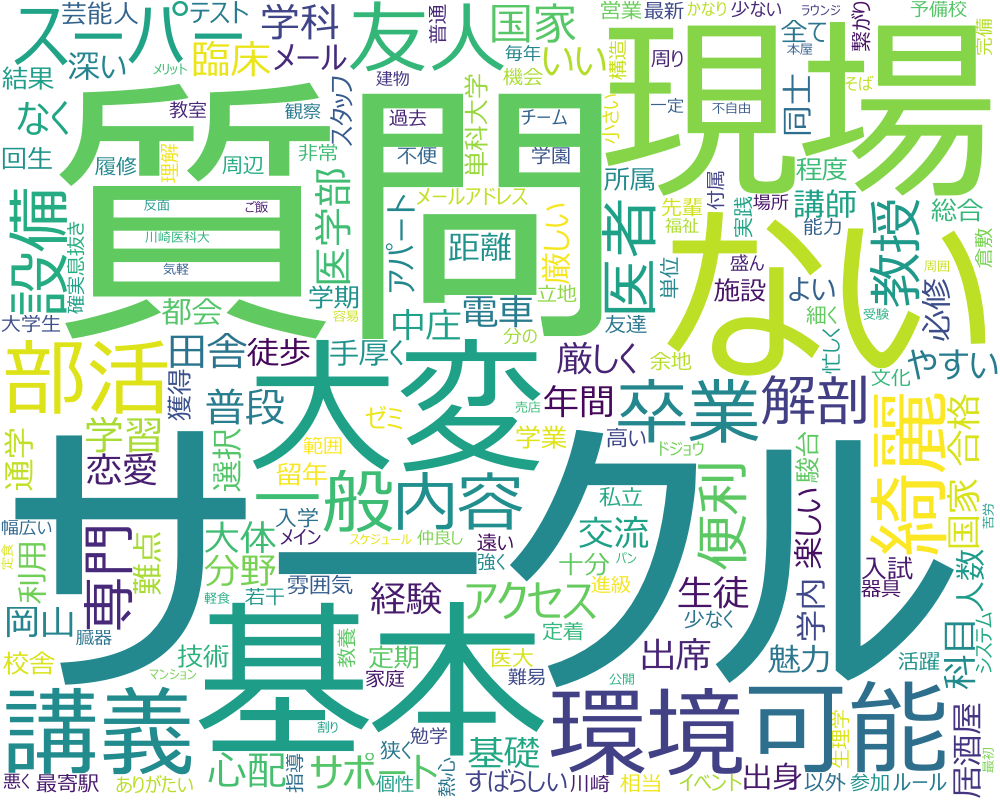 芸能人
テスト
学科
スーパー
深い
臨床
メール
結果
普通
友人
国家
毎年
いい
機会
営業
最新
かなり
少ない
ラウンジ
予備校
繋がり
完備
全て
周り
構造
本屋
そば
メリット
建物
なく
教室
観察
スタッフ
過去
チーム
小さい
一定
不自由
同士
現場
質問
回生
履修
理解
周辺
非常
不便
単科大学
学園
所属
付属
程度
設備
確実
息抜き
反面
ご飯
川崎医科大
気軽
医学部
アパート
メールアドレス
距離
厳しい
医者
先輩
福祉
実践
場所
能力
講師
総合
教授
倉敷
ない
大学生
都会
学期
容易
中庄
電車
立地
分の
友達
単位
盛ん
施設
よい
細へ
周囲
受験
必修
部活
田舎
徒歩
手厚く
大変
厳しく
余地
忙しく
文化
やすい
獲得
普段
ゼミ
売店
年間
卒業
解剖
綺麗
合格
通学
学習
恋愛
選択
範囲
留年
学業
高い
ドジョウ
駿台
一般
内容
私立
便利
楽しい
国家
苦労
サークル
幅広い
定食
利用
難点
専門
大体
分野
入学
メイン
スケジュール
仲良し
遠い
強く
交流
十分
パン
進級
入試
器具
人数
岡山
臓器
軽食
若干
雰囲気
経験
アクセス
生徒
少なく
学内
科目
システム
校舎
技術
マンション
基本
教養
定期
家庭
医大
難易
定着
出席
魅力
活躍
講義
環境
可能
公開
割り
心配
指導
サポート
狭く
個性
勉学
熱心
基礎
すばらしい
川崎
相当
イベント
出身
生理学
以外
参加
ルール
居酒屋
最初
悪く
最寄駅
ありがたい